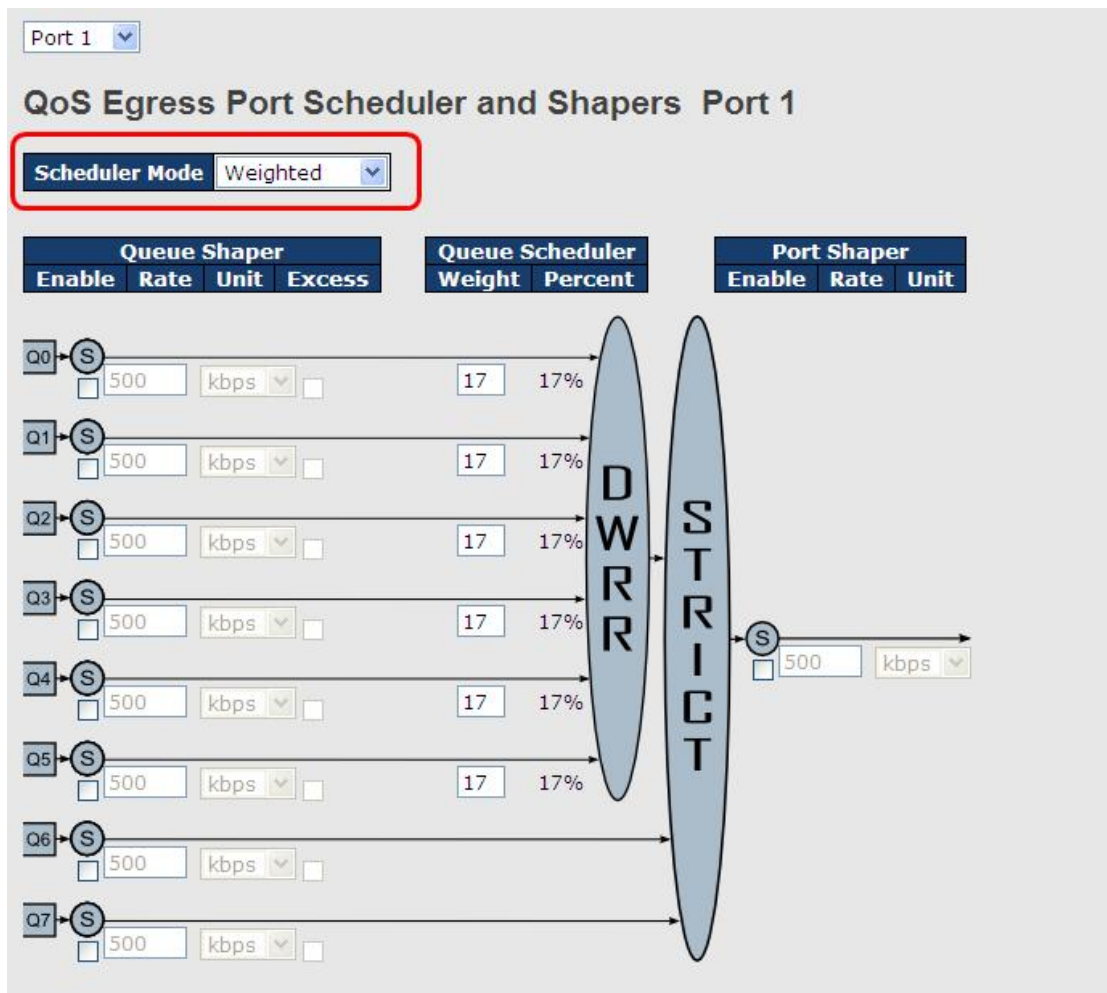 Port 1
QoS Egress Port Scheduler and Shapers Port 1
Scheduler Mode Weighted
Queue Shaper Queue Scheduler Port Shaper
Enable Rate Unit Excess Weight Percent Enable Rate Unit
Q0 S
500 kbps 17 17%
Q1 S
500 kbps 17 17%
Q2 S
500 kbps 17 17%
Q3 S
500 kbps 17 17%
Q4 S
500 kbps 17 17%
Q5 S
500 kbps 17 17%
Q6 S
500 kbps
Q7 S
500 kbps
DWRR
STRICT
S
500 kbps